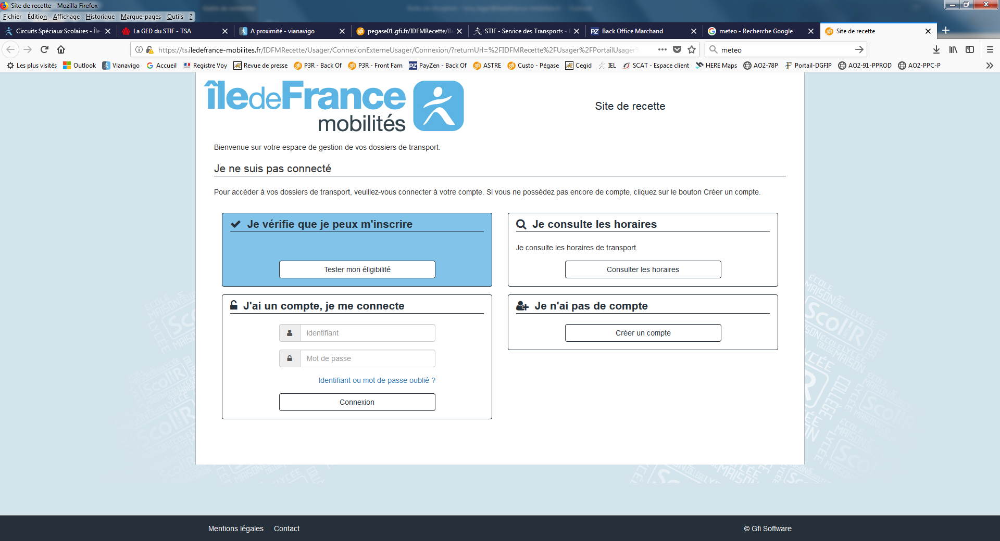 Site de recette - Mozilla Firefox
Fichier Édition Affichage Historique Marque-pages Outils ?
Circuits Spéciaux Scolaires - Île- La GED du STIF - TSA A proximité - vianavigo pegase01.gfi.fr/IDFMRecette/B STIF - Service des Transports - Back Office Marchand meteo - Recherche Google Site de recette
https://ts.iledefrance-mobilites.fr/IDFMRecette/Usager/ConnexionExterneUsager/Connexion/?returnUrl=%2FIDFMRecette%2FUsager%2FPortailUsager meteo
Les plus visités Outlook Vianavigo Accueil Registre Voy Revue de presse P3R - Back Of P3R - Front Fam PayZen - Back Of ASTRE Custo - Pégase Cegid IEL SCAT - Espace client HERE Maps AO2-78P Portail-DGFIP AO2-91-PPROD AO2-PPC-P
îledeFrance
mobilités
Site de recette
Bienvenue sur votre espace de gestion de vos dossiers de transport.
Je ne suis pas connecté
Pour accéder à vos dossiers de transport, veuillez-vous connecter à votre compte. Si vous ne possédez pas encore de compte, cliquez sur le bouton Créer un compte.
Je vérifie que je peux m'inscrire
Tester mon éligibilité
Je consulte les horaires
Je consulte les horaires de transport.
Consulter les horaires
J'ai un compte, je me connecte
Identifiant
Mot de passe
Identifiant ou mot de passe oublié ?
Connexion
Je n'ai pas de compte
Créer un compte
Mentions légales Contact © Gfi Software